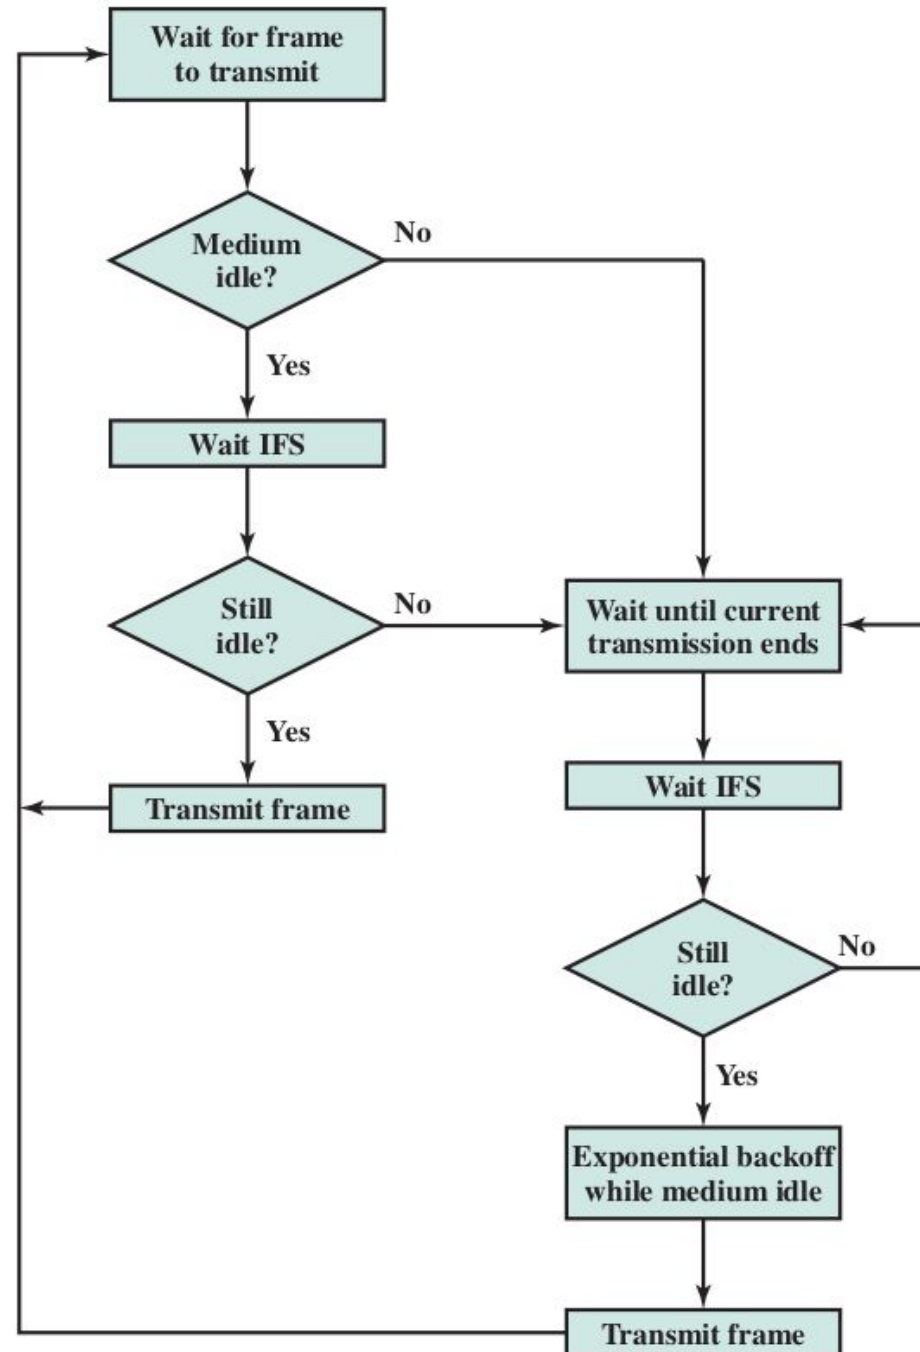 Wait for frame
to transmit
Medium
idle?
No
Yes
Wait IFS
Still
idle?
No
Yes
Transmit frame
Wait until current
transmission ends
Wait IFS
Still
idle?
No
Yes
Exponential backoff
while medium idle
Transmit frame